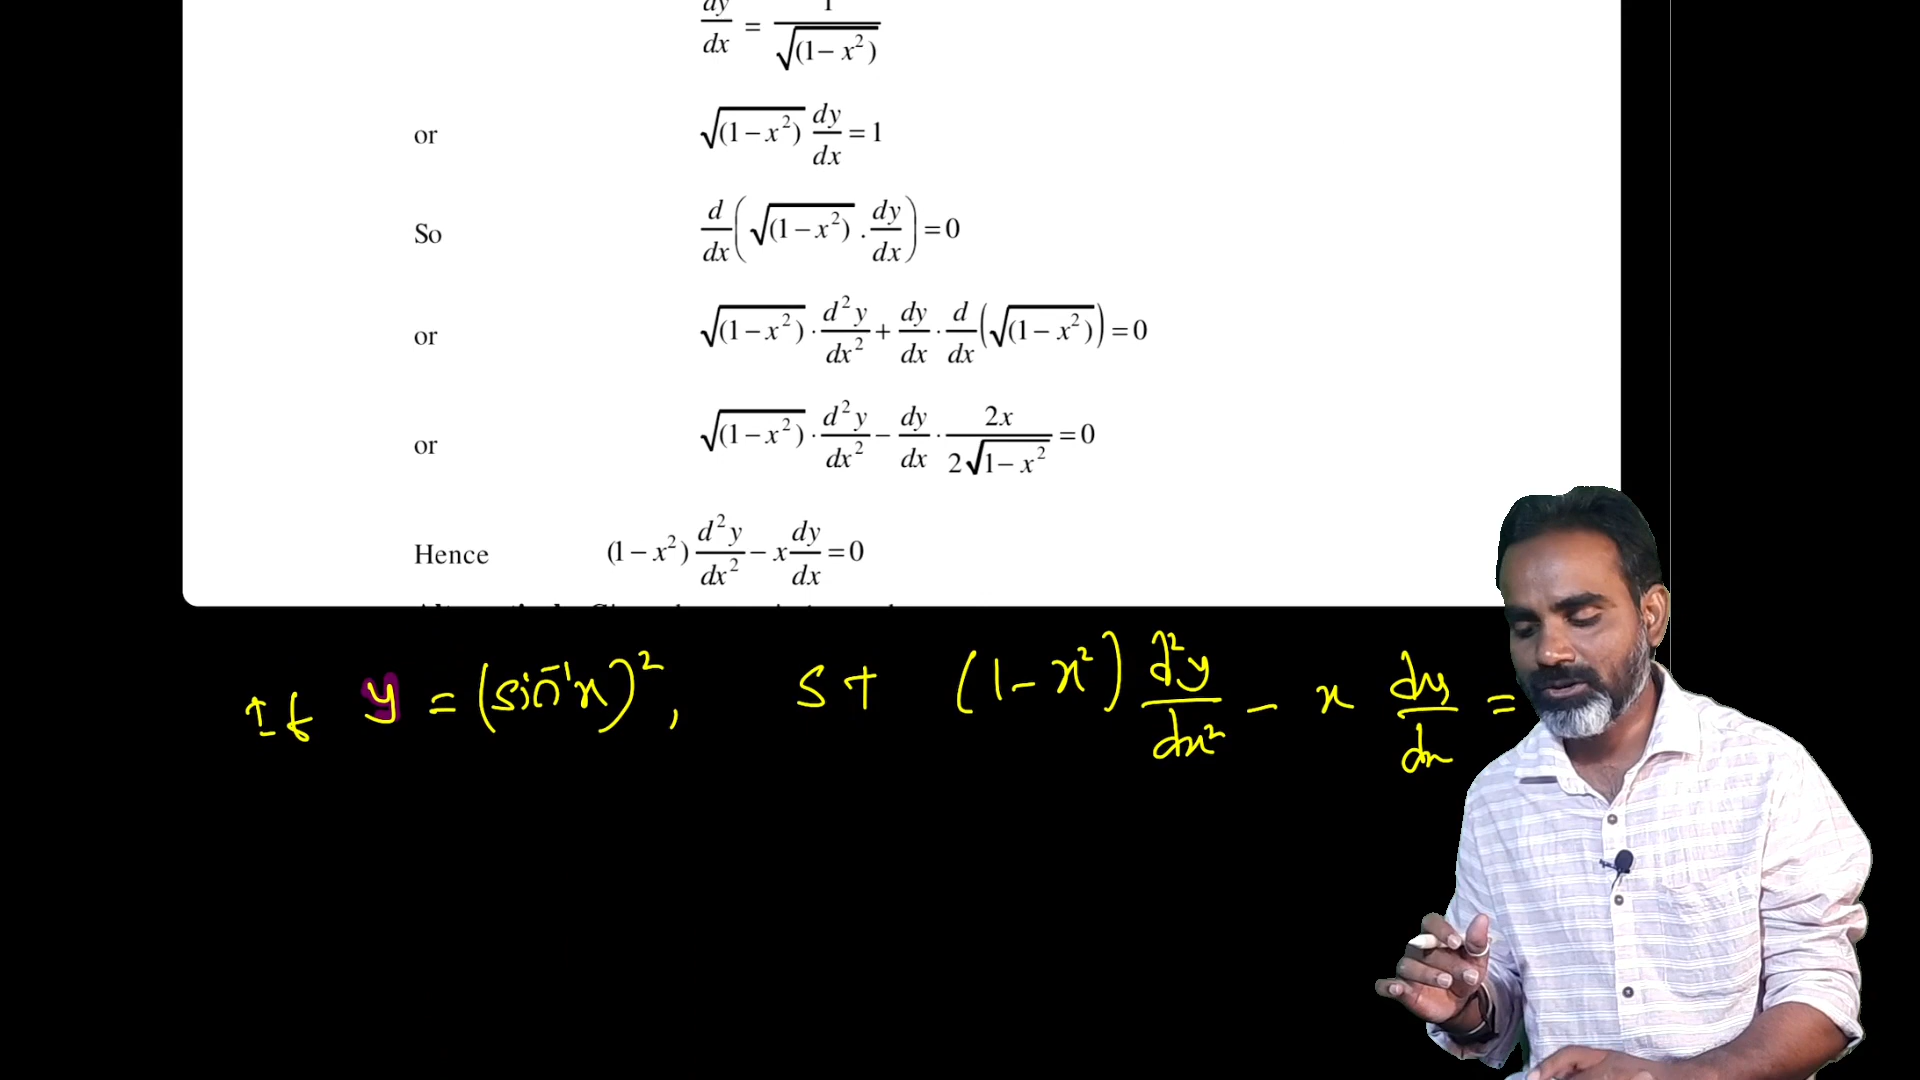 dy/dx = 1/√(1−x²)
or √(1−x²) dy/dx = 1
So d/dx(√(1−x²) . dy/dx) = 0
or √(1−x²) · d²y/dx² + dy/dx · d/dx(√(1−x²)) = 0
or √(1−x²) · d²y/dx² − dy/dx · 2x/2√1−x² = 0
Hence (1−x²) d²y/dx² − x dy/dx = 0
If y = (sin⁻¹x)², ST (1−x²) d²y/dx² − x dy/dx =